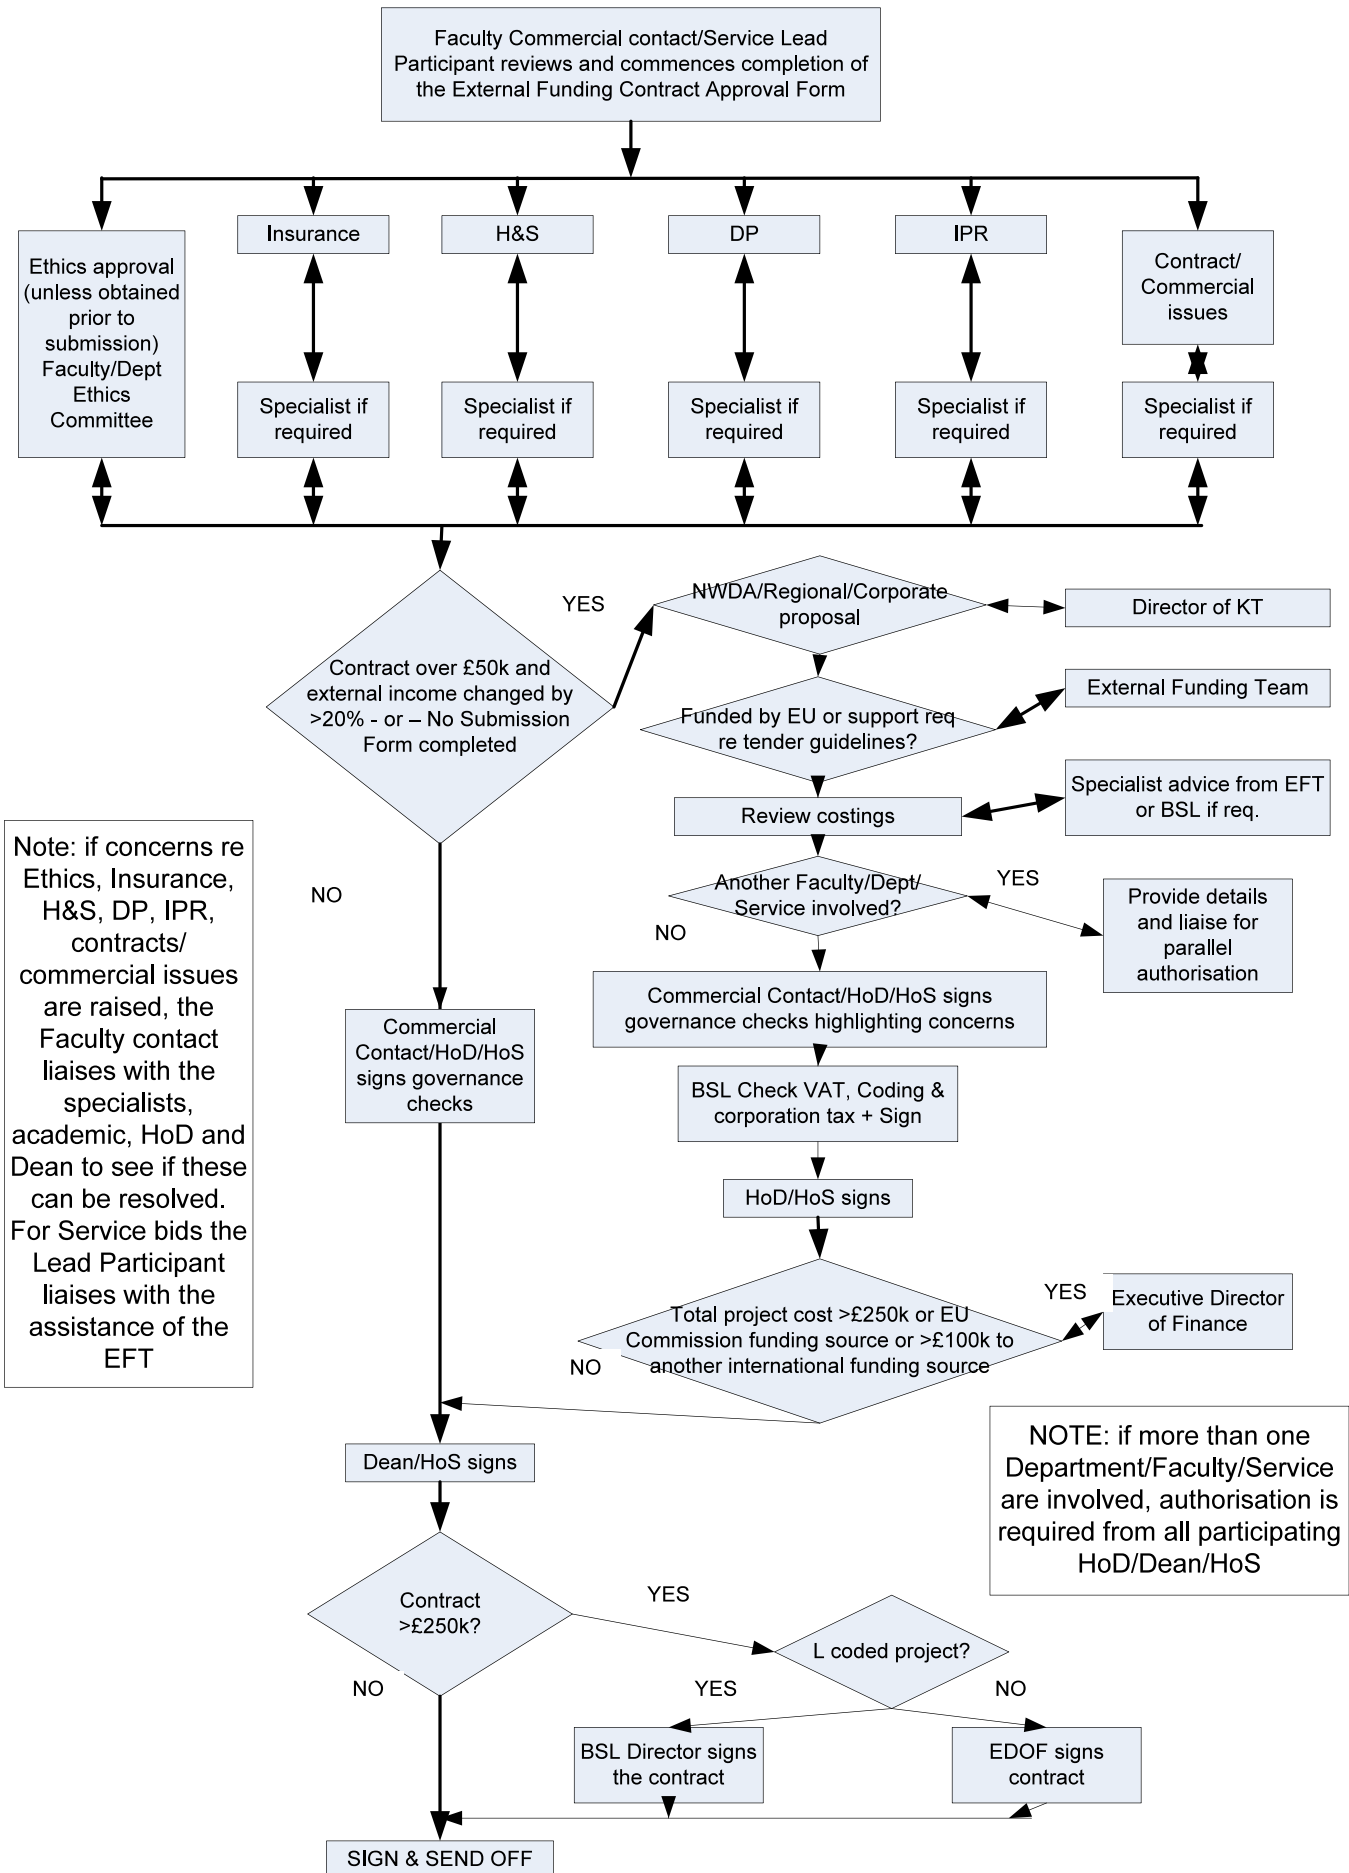 Faculty Commercial contact/Service Lead
Participant reviews and commences completion of
the External Funding Contract Approval Form
Ethics approval
(unless obtained
prior to
submission)
Faculty/Dept
Ethics
Committee
Insurance
H&S
DP
IPR
Contract/
Commercial
issues
Specialist if
required
Specialist if
required
Specialist if
required
Specialist if
required
Specialist if
required
Contract over £50k and
external income changed by
>20% - or – No Submission
Form completed
YES
NWDA/Regional/Corporate
proposal
Director of KT
Funded by EU or support req
re tender guidelines?
External Funding Team
Review costings
Specialist advice from EFT
or BSL if req.
Another Faculty/Dept/
Service involved?
YES
Provide details
and liaise for
parallel
authorisation
NO
NO
Note: if concerns re
Ethics, Insurance,
H&S, DP, IPR,
contracts/
commercial issues
are raised, the
Faculty contact
liaises with the
specialists,
academic, HoD and
Dean to see if these
can be resolved.
For Service bids the
Lead Participant
liaises with the
assistance of the
EFT
Commercial
Contact/HoD/HoS
signs governance
checks
Commercial Contact/HoD/HoS signs
governance checks highlighting concerns
BSL Check VAT, Coding &
corporation tax + Sign
HoD/HoS signs
Total project cost >£250k or EU
Commission funding source or >£100k to
another international funding source
YES
Executive Director
of Finance
NO
Dean/HoS signs
NOTE: if more than one
Department/Faculty/Service
are involved, authorisation is
required from all participating
HoD/Dean/HoS
Contract
>£250k?
YES
L coded project?
NO
YES
NO
BSL Director signs
the contract
EDOF signs
contract
SIGN & SEND OFF